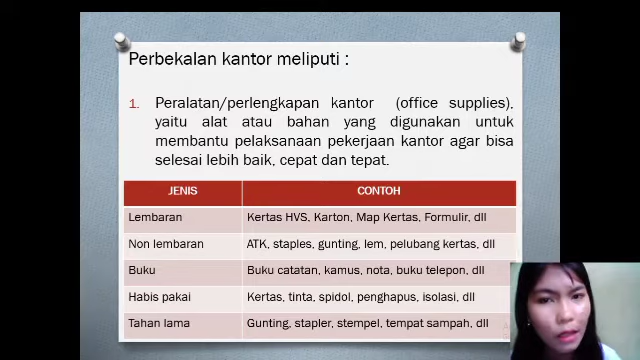 Perbekalan kantor meliputi :
1. Peralatan/perlengkapan kantor (office supplies),
yaitu alat atau bahan yang digunakan untuk
membantu pelaksanaan pekerjaan kantor agar bisa
selesai lebih baik, cepat dan tepat.
JENIS CONTOH
Lembaran Kertas HVS, Karton, Map Kertas, Formulir, dll
Non lembaran ATK, staples, gunting, lem, pelubang kertas, dll
Buku Buku catatan, kamus, nota, buku telepon, dll
Habis pakai Kertas, tinta, spidol, penghapus, isolasi, dll
Tahan lama Gunting, stapler, stempel, tempat sampah, dll